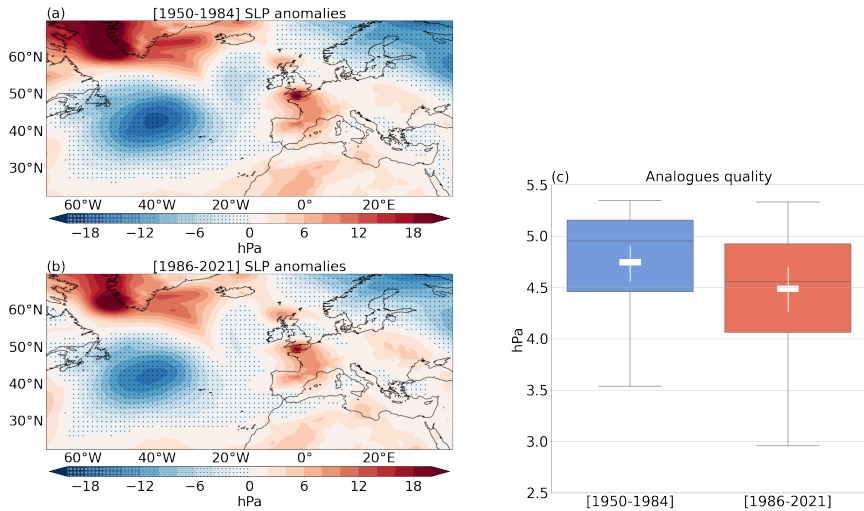 (a) [1950-1984] SLP anomalies
60°N
50°N
40°N
30°N
60°W 40°W 20°W 0° 20°E
−18 −12 −6 0 6 12 18
hPa
(b) [1986-2021] SLP anomalies
60°N
50°N
40°N
30°N
60°W 40°W 20°W 0° 20°E
−18 −12 −6 0 6 12 18
hPa
(c) Analogues quality
5.5
5.0
4.5
4.0
3.5
3.0
2.5
hPa
[1950-1984] [1986-2021]